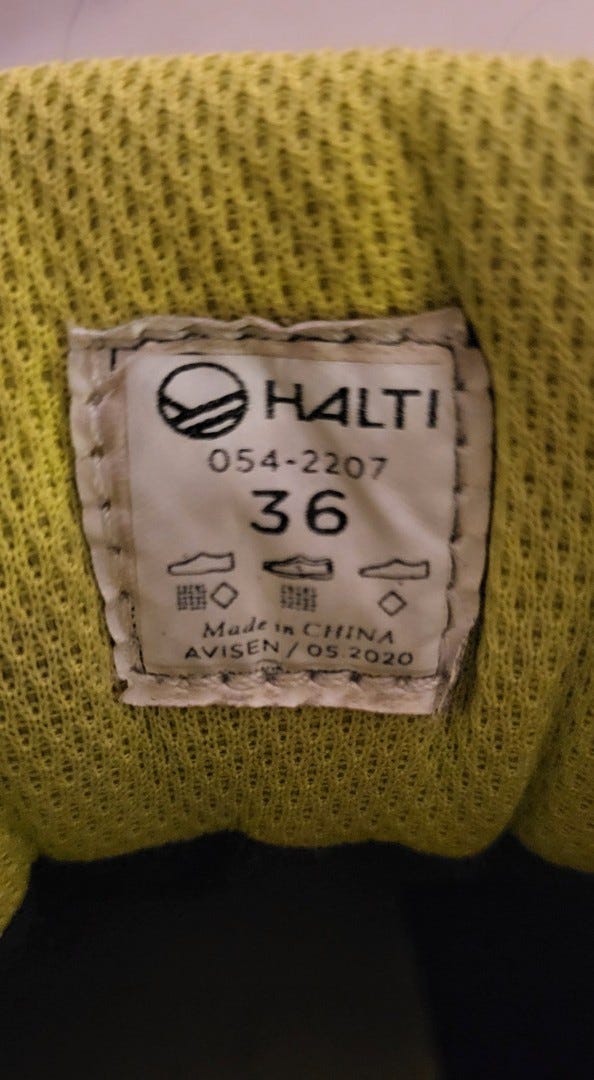 HALTI
054-2207
36
Made in CHINA
AVISEN / 05.2020